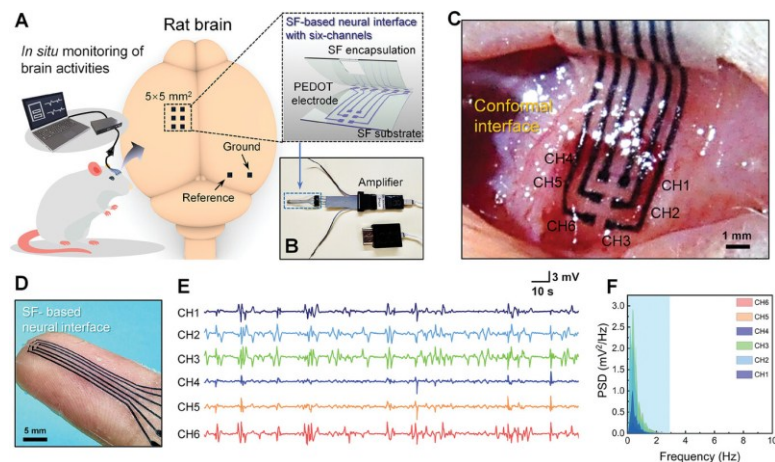 A
Rat brain
In situ monitoring of
brain activities
5×5 mm²
Ground
Reference
SF-based neural interface
with six-channels
SF encapsulation
PEDOT
electrode
SF substrate
Amplifier
B
C
Conformal
interface
CH4
CH5
CH6
CH1
CH2
CH3
1 mm
D
SF- based
neural interface
5 mm
E
3 mV
10 s
CH1
CH2
CH3
CH4
CH5
CH6
F
PSD (mV²/Hz)
3.0
2.5
2.0
1.5
1.0
0.5
0.0
CH6
CH5
CH4
CH3
CH2
CH1
0 2 4 6 8 10
Frequency (Hz)